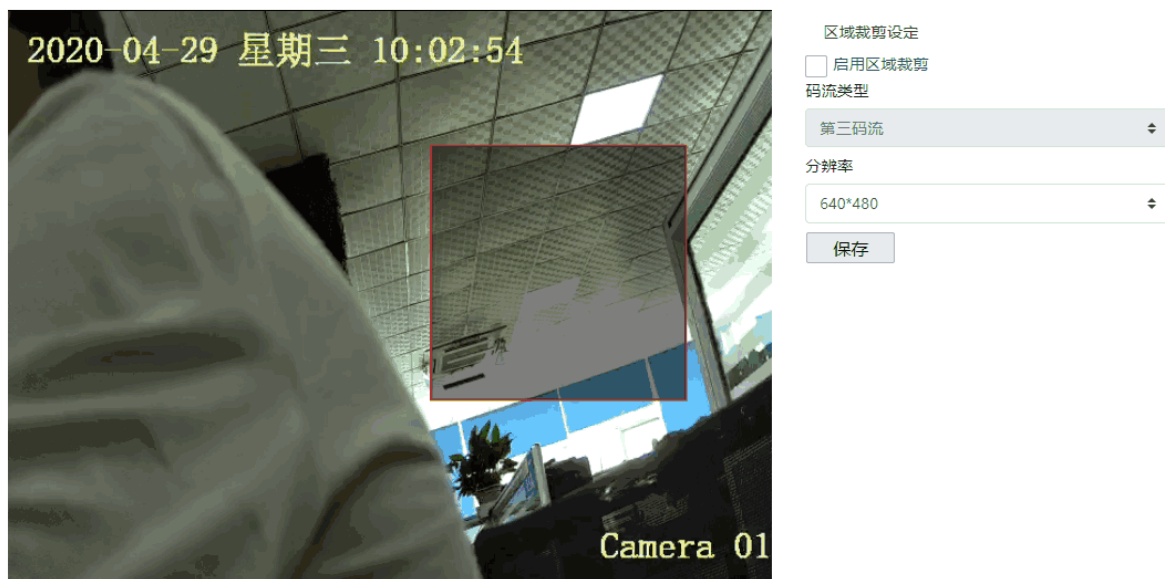 2020-04-29 星期三 10:02:54
Camera 01
区域裁剪设定
启用区域裁剪
码流类型
第三码流
分辨率
640*480
保存